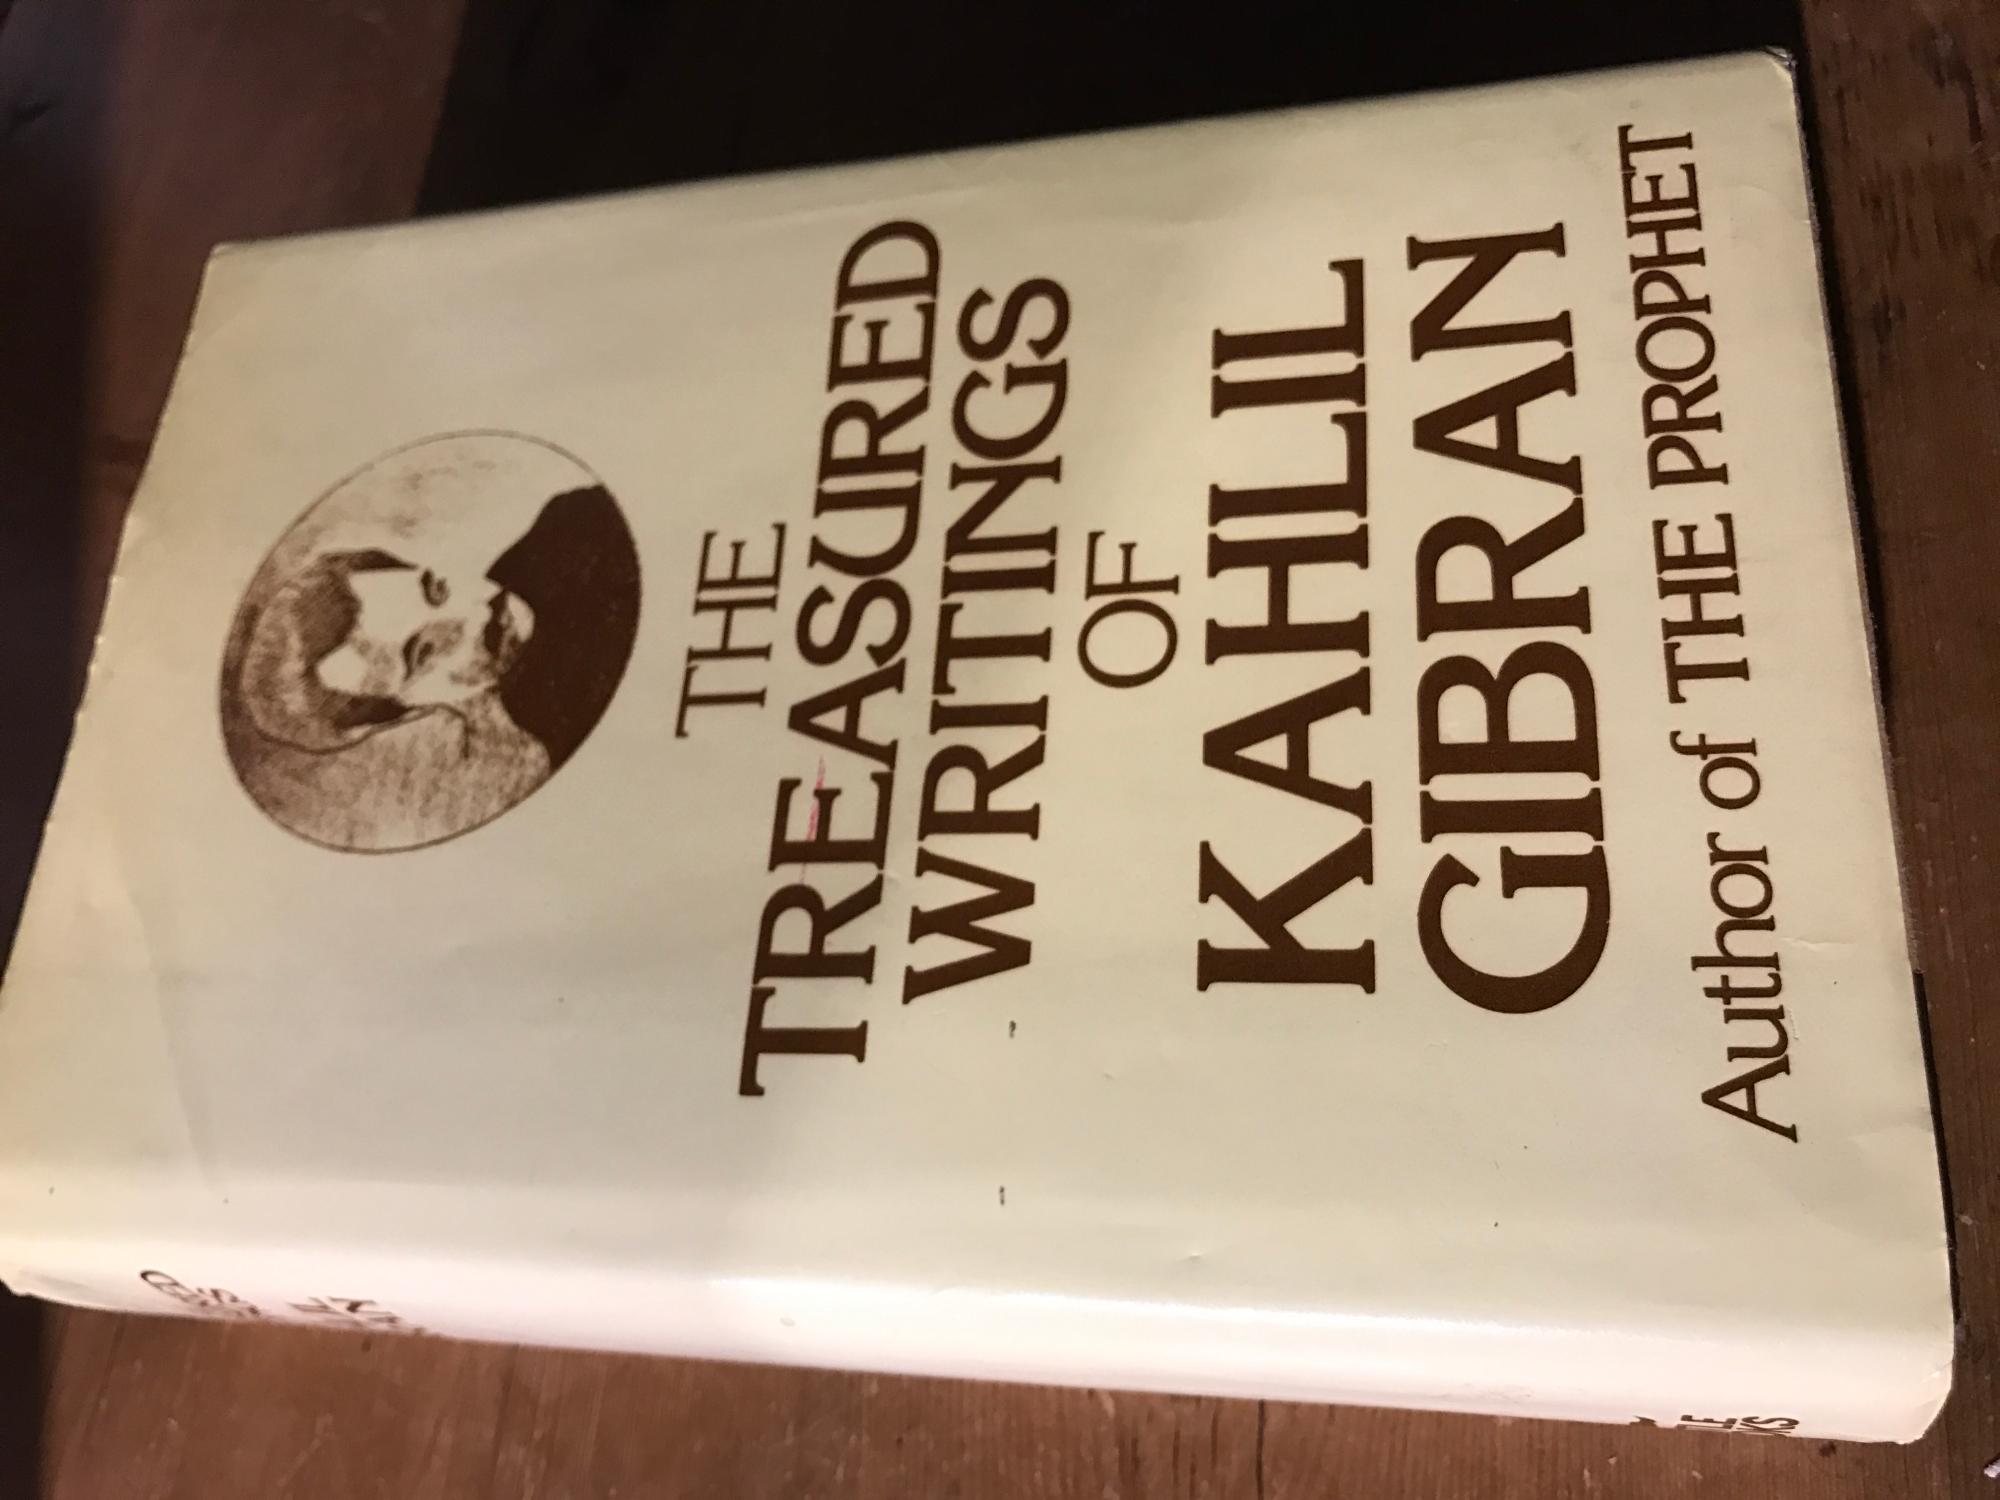 THE
TREASURED
WRITINGS
OF
KAHLIL
GIBRAN
Author of THE PROPHET